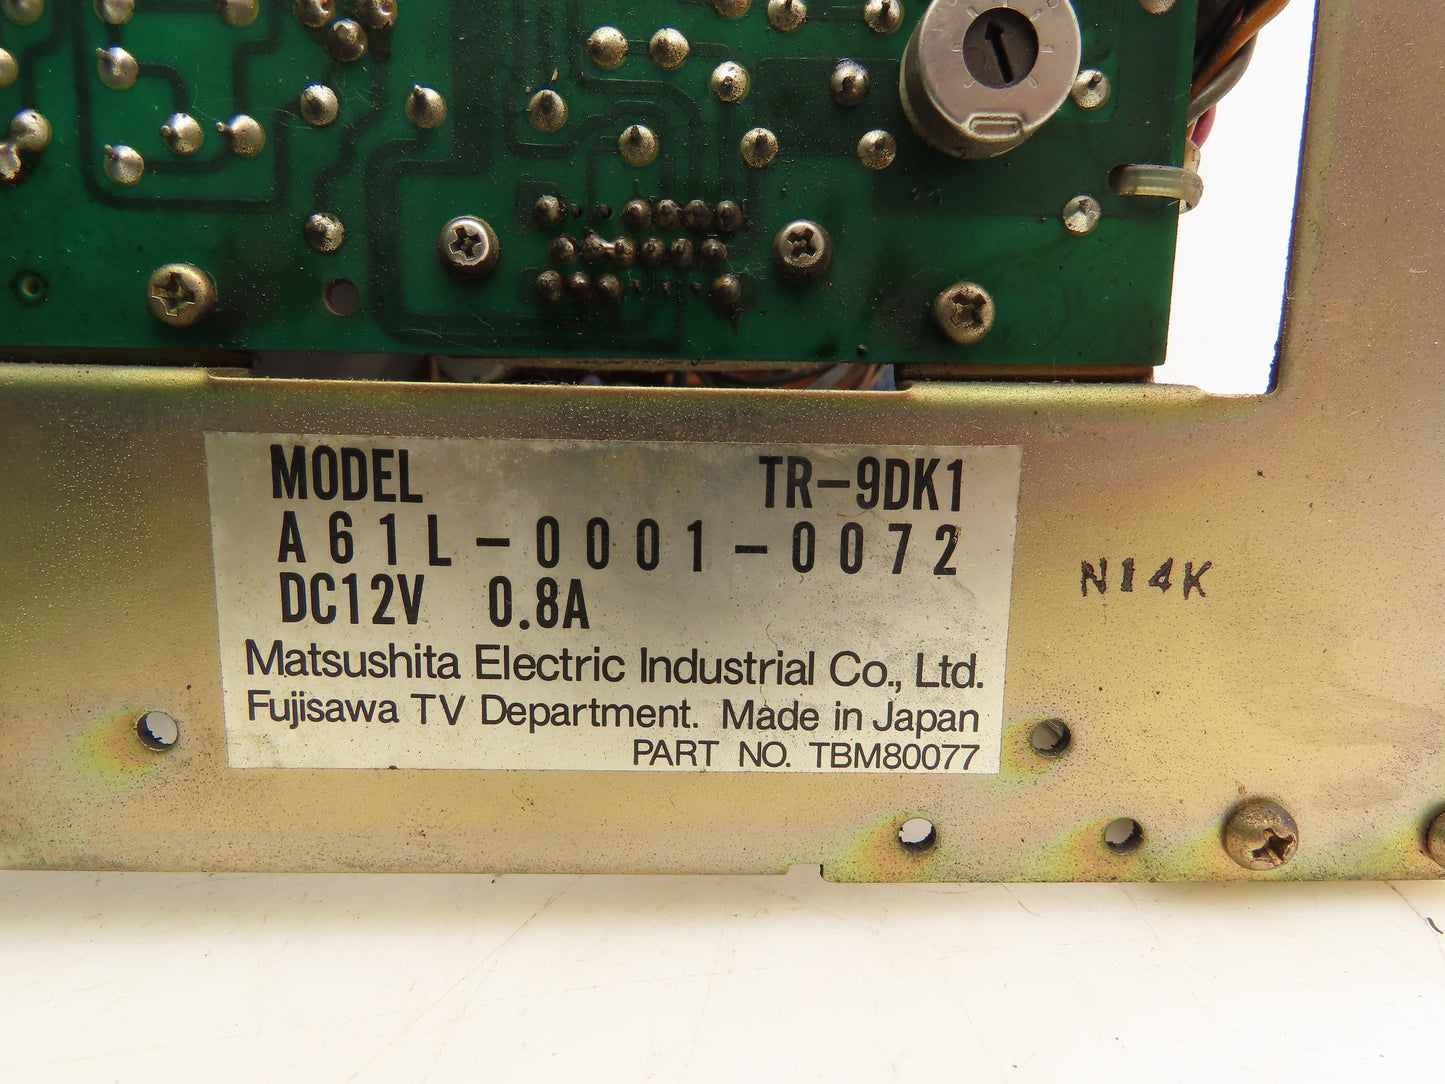 MODEL TR-9DK1
A61L-0001-0072
DC12V 0.8A
Matsushita Electric Industrial Co., Ltd.
Fujisawa TV Department. Made in Japan
PART NO. TBM80077
N14K